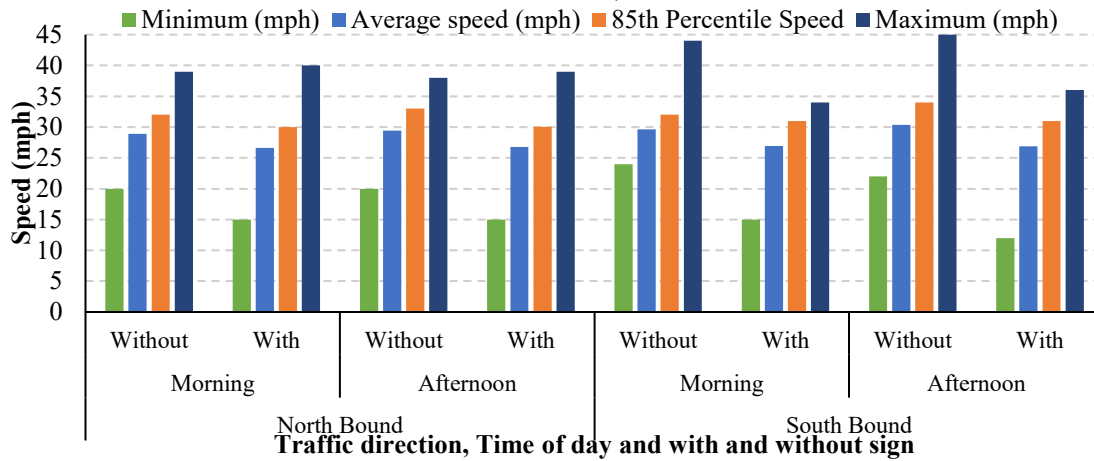 Minimum (mph) Average speed (mph) 85th Percentile Speed Maximum (mph)
45
40
35
30
25
20
15
10
5
0
Speed (mph)
Without With Without With Without With Without With
Morning Afternoon Morning Afternoon
North Bound South Bound
Traffic direction, Time of day and with and without sign